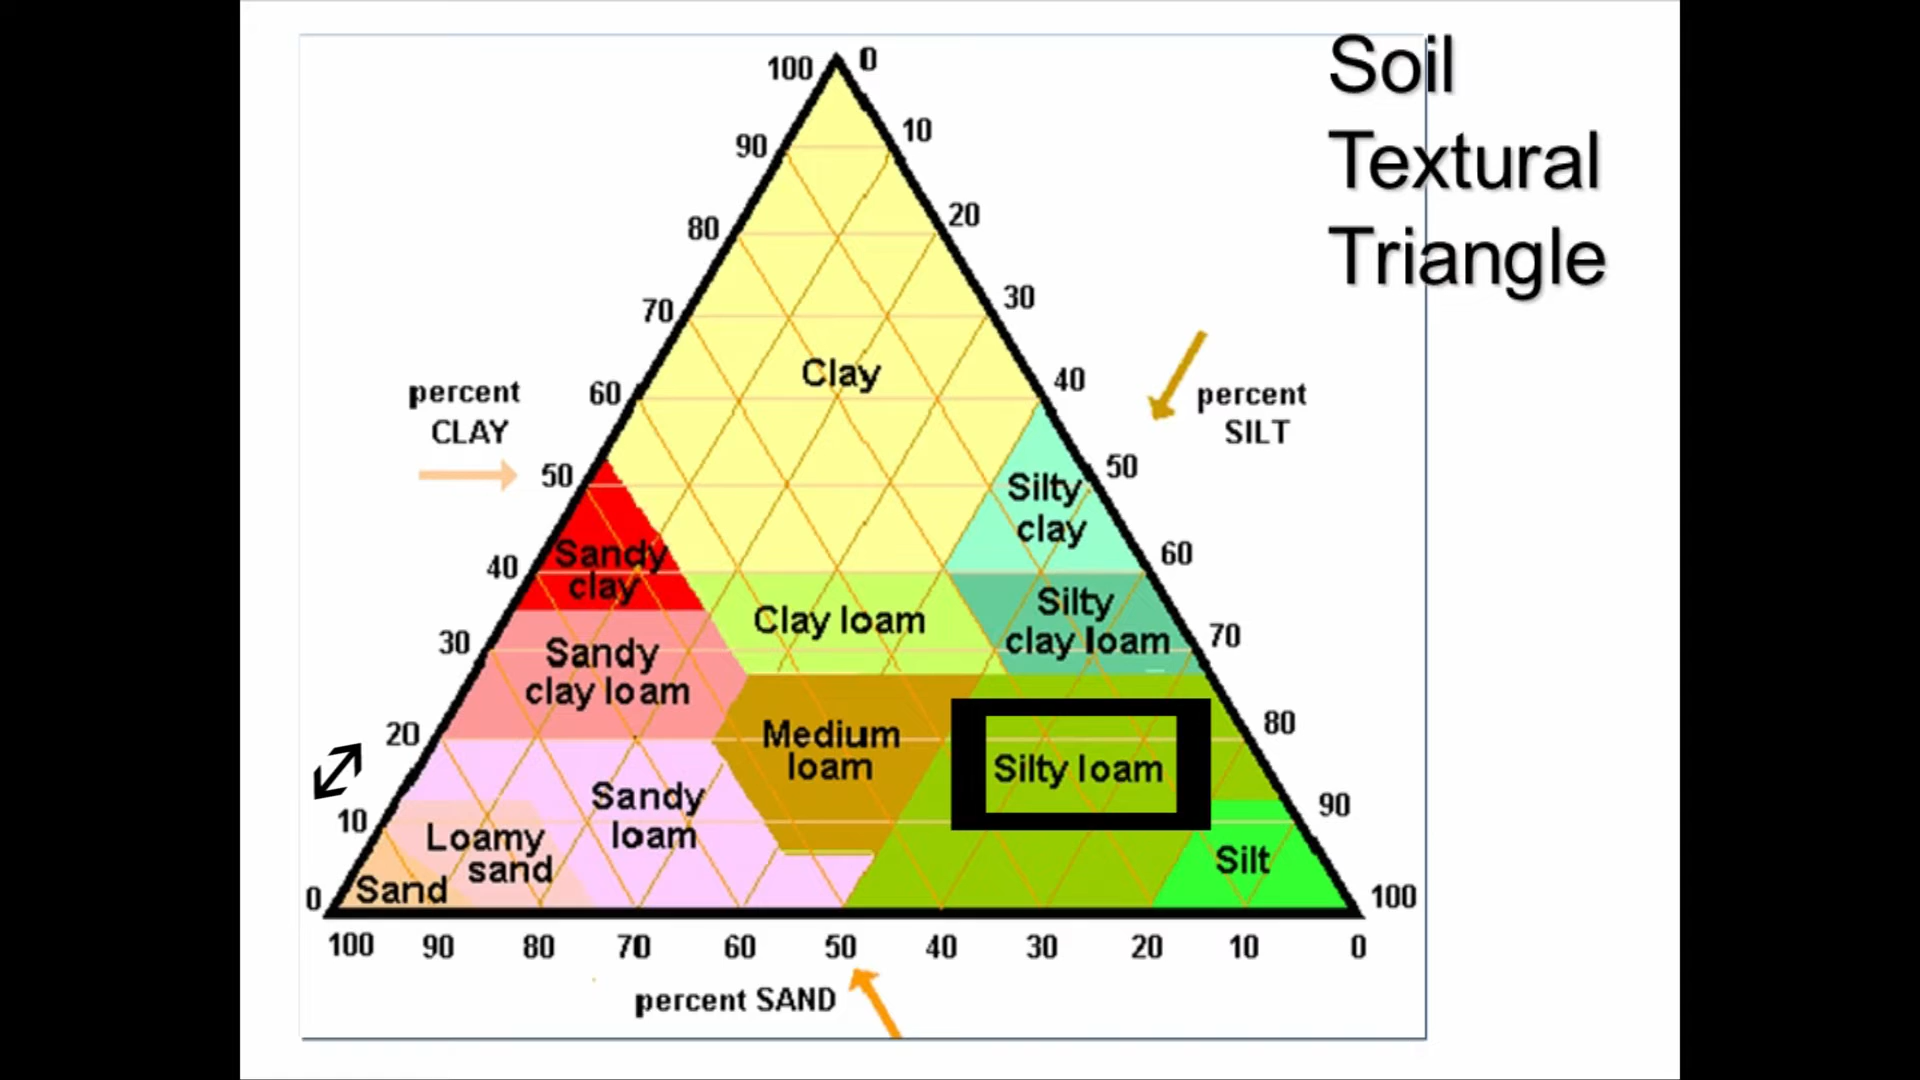 Soil
Textural
Triangle
100
0
90
10
80
20
70
30
Clay
60
40
percent
CLAY
percent
SILT
50
50
Silty
clay
Sandy
clay
40
60
Clay loam
Silty
clay loam
30
70
Sandy
clay loam
20
80
Medium
loam
Silty loam
Sandy
loam
10
90
Loamy
sand
Silt
Sand
0
100
100
90
80
70
60
50
40
30
20
10
0
percent SAND